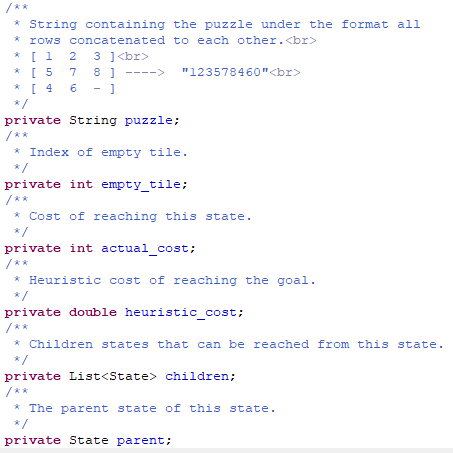 /**
 * String containing the puzzle under the format all
 * rows concatenated to each other.<br>
 * [ 1  2  3 ]<br>
 * [ 5  7  8 ] ---->  "123578460"<br>
 * [ 4  6  - ]
 */
private String puzzle;
/**
 * Index of empty tile.
 */
private int empty_tile;
/**
 * Cost of reaching this state.
 */
private int actual_cost;
/**
 * Heuristic cost of reaching the goal.
 */
private double heuristic_cost;
/**
 * Children states that can be reached from this state.
 */
private List<State> children;
/**
 * The parent state of this state.
 */
private State parent;